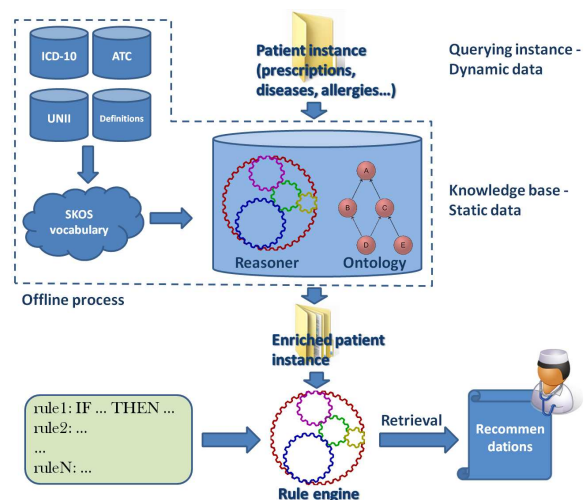 ICD-10
ATC
UNII
Definitions
SKOS
vocabulary
Patient instance
(prescriptions,
diseases, allergies...)
Querying instance -
Dynamic data
A
B
C
D
E
Reasoner
Ontology
Knowledge base -
Static data
Offline process
Enriched patient
instance
rule1: IF ... THEN ...
rule2: ...
...
ruleN: ...
Rule engine
Retrieval
Recommen
dations